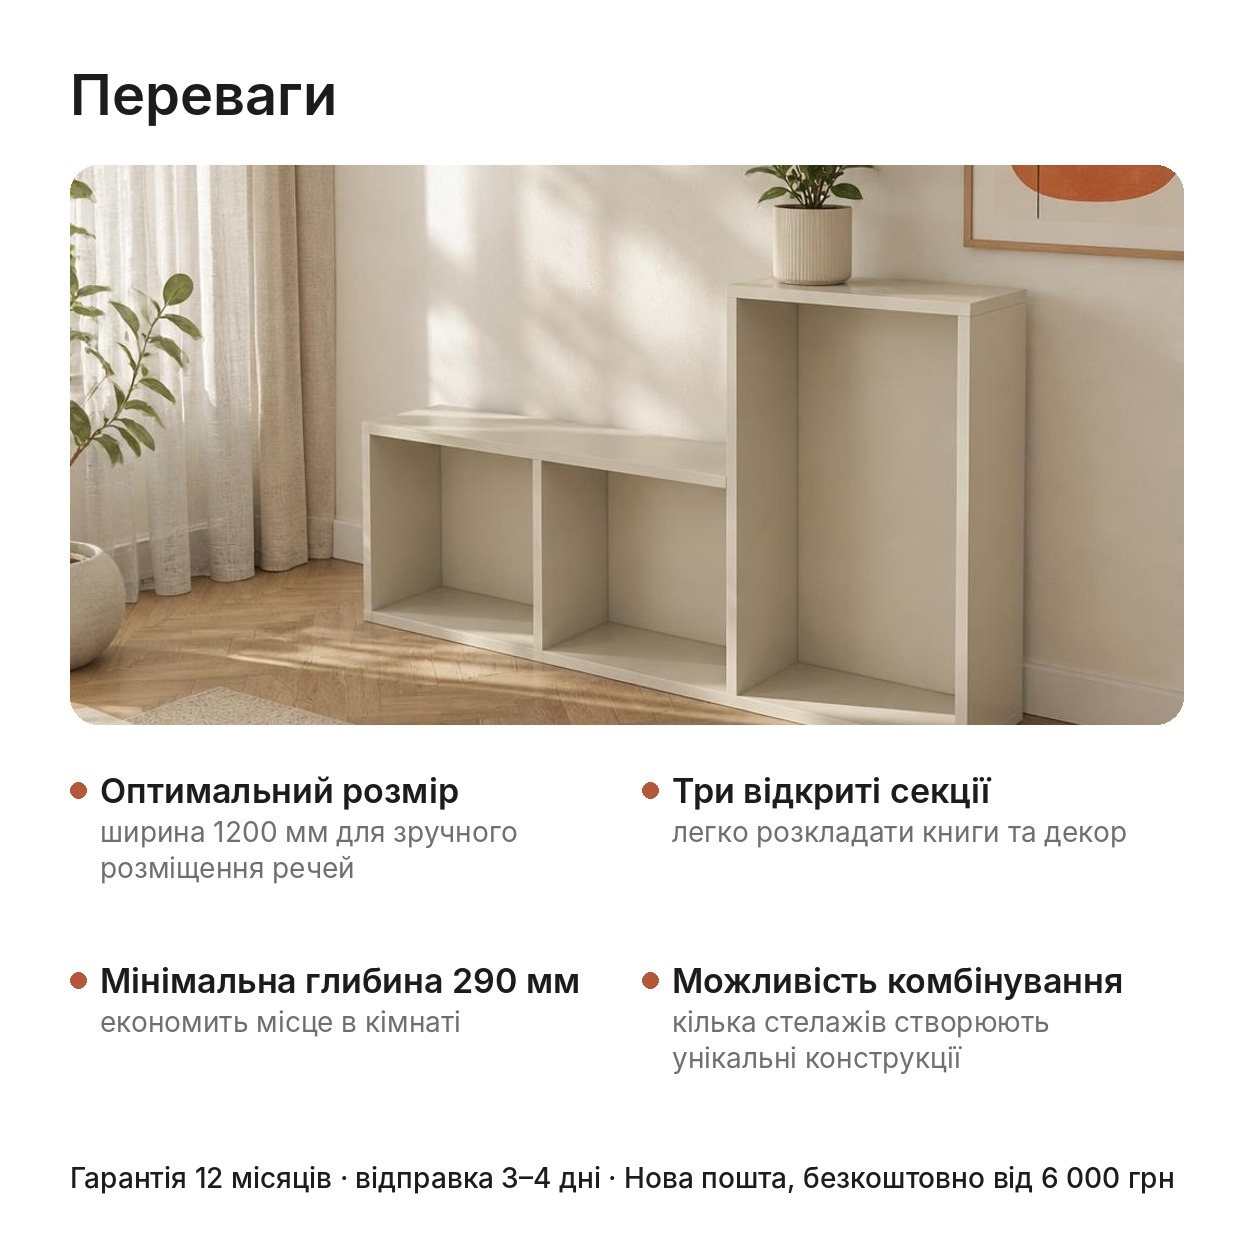 Переваги
Оптимальний розмір
ширина 1200 мм для зручного
розміщення речей
Три відкриті секції
легко розкладати книги та декор
Мінімальна глибина 290 мм
економить місце в кімнаті
Можливість комбінування
кілька стелажів створюють
унікальні конструкції
Гарантія 12 місяців · відправка 3–4 дні · Нова пошта, безкоштовно від 6 000 грн